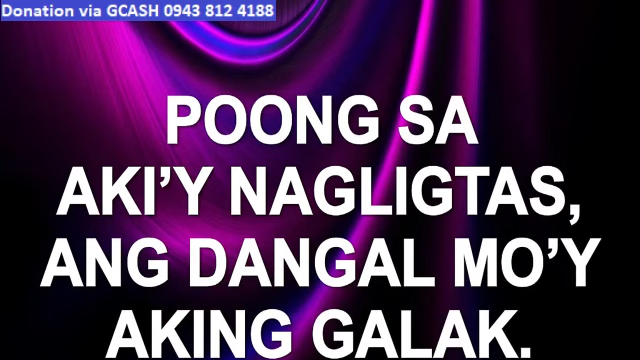 Donation via GCASH 0943 812 4188
POONG SA
AKI’Y NAGLIGTAS,
ANG DANGAL MO’Y
AKING GALAK.